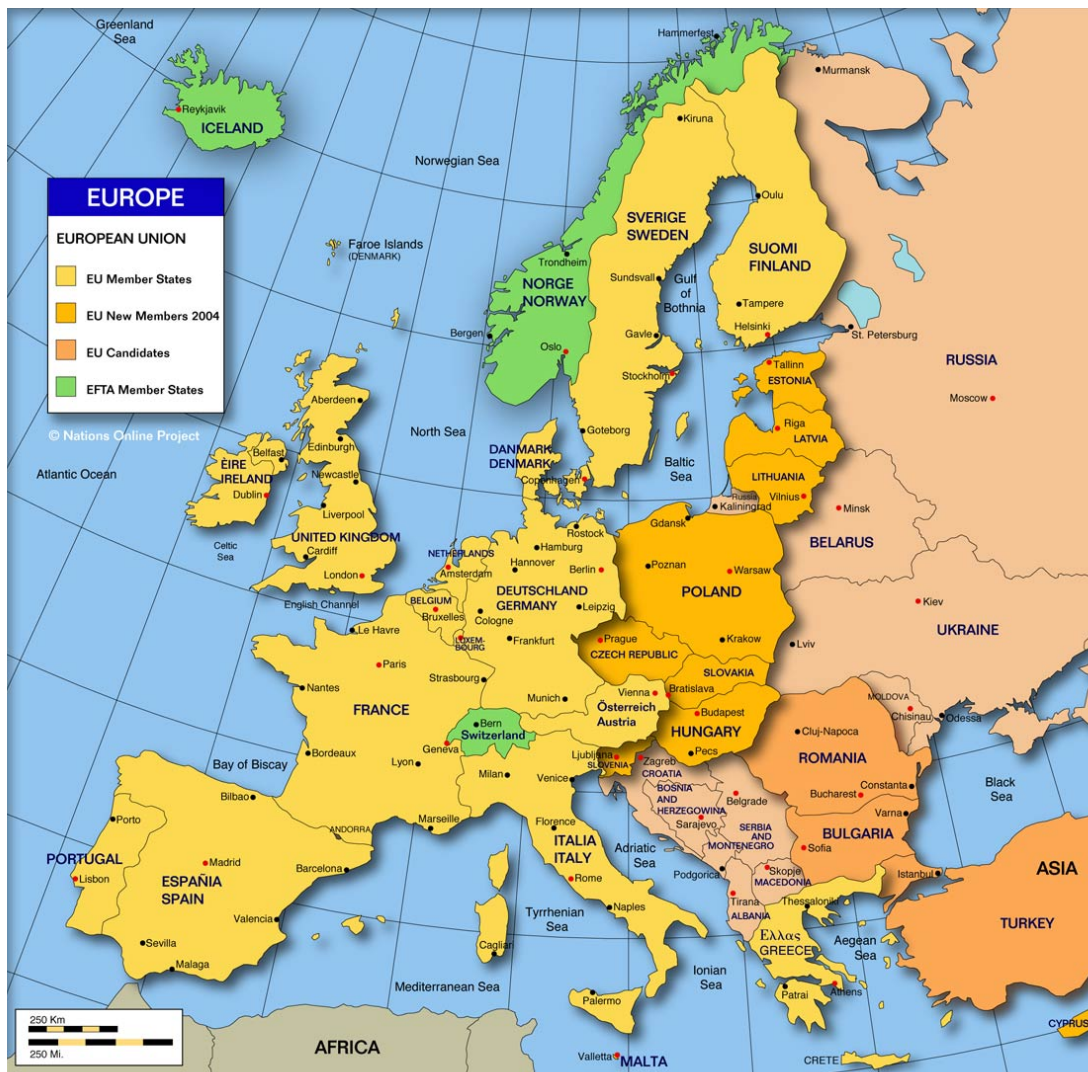 Greenland
Sea
Hammerfest
Murmansk
Reykjavik
ICELAND
Kiruna
Norwegian Sea
EUROPE
EUROPEAN UNION
EU Member States
EU New Members 2004
EU Candidates
EFTA Member States
© Nations Online Project
Oulu
SVERIGE
SWEDEN
SUOMI
FINLAND
Faroe Islands
(DENMARK)
Trondheim
Sundsvall
Gulf
of
Bothnia
NORGE
NORWAY
Tampere
Bergen
Gavle
Helsinki
St. Petersburg
Oslo
Stockholm
RUSSIA
Tallinn
ESTONIA
Moscow
Aberdeen
Riga
LATVIA
North Sea
Goteborg
Edinburgh
DANMARK
DENMARK
Baltic
Sea
Atlantic Ocean
Belfast
ÈIRE
IRELAND
Dublin
Newcastle
Copenhagen
LITHUANIA
Vilnius
Russia
Kaliningrad
Minsk
Liverpool
Gdansk
Rostock
BELARUS
Celtic
Sea
UNITED KINGDOM
Cardiff
London
Hamburg
NETHERLANDS
Amsterdam
Hannover
Berlin
Poznan
Warsaw
English Channel
DEUTSCHLAND
GERMANY
POLAND
BELGIUM
Bruxelles
Cologne
Leipzig
Kiev
UKRAINE
Le Havre
LUXEM-
BOURG
Frankfurt
Prague
CZECH REPUBLIC
Krakow
Lviv
Paris
Strasbourg
SLOVAKIA
Nantes
Munich
Vienna
Bratislava
MOLDOVA
Chisinau
Odessa
FRANCE
Österreich
Austria
Budapest
HUNGARY
Bern
Switzerland
Cluj-Napoca
Geneva
Pecs
Bordeaux
Lyon
Ljubljana
SLOVENIA
Zagreb
CROATIA
ROMANIA
Bay of Biscay
Milan
Venice
BOSNIA
AND
HERZEGOWINA
Sarajevo
Belgrade
Bucharest
Constanta
Black
Sea
Bilbao
Porto
Marseille
Florence
Varna
ANDORRA
ITALIA
ITALY
Adriatic
Sea
SERBIA
AND
MONTENEGRO
BULGARIA
Sofia
PORTUGAL
Lisbon
Madrid
Barcelona
Rome
Podgorica
Skopje
MACEDONIA
Istanbul
ASIA
ESPAÑIA
SPAIN
Tirana
ALBANIA
Thessaloniki
Naples
Tyrrhenian
Sea
Valencia
TURKEY
Sevilla
Cagliari
Ελλας
GREECE
Aegean
Sea
Malaga
Mediterranean Sea
Ionian
Sea
Palermo
Patrai
Athens
250 Km
250 Mi.
AFRICA
Valletta
MALTA
CRETE
CYPRUS